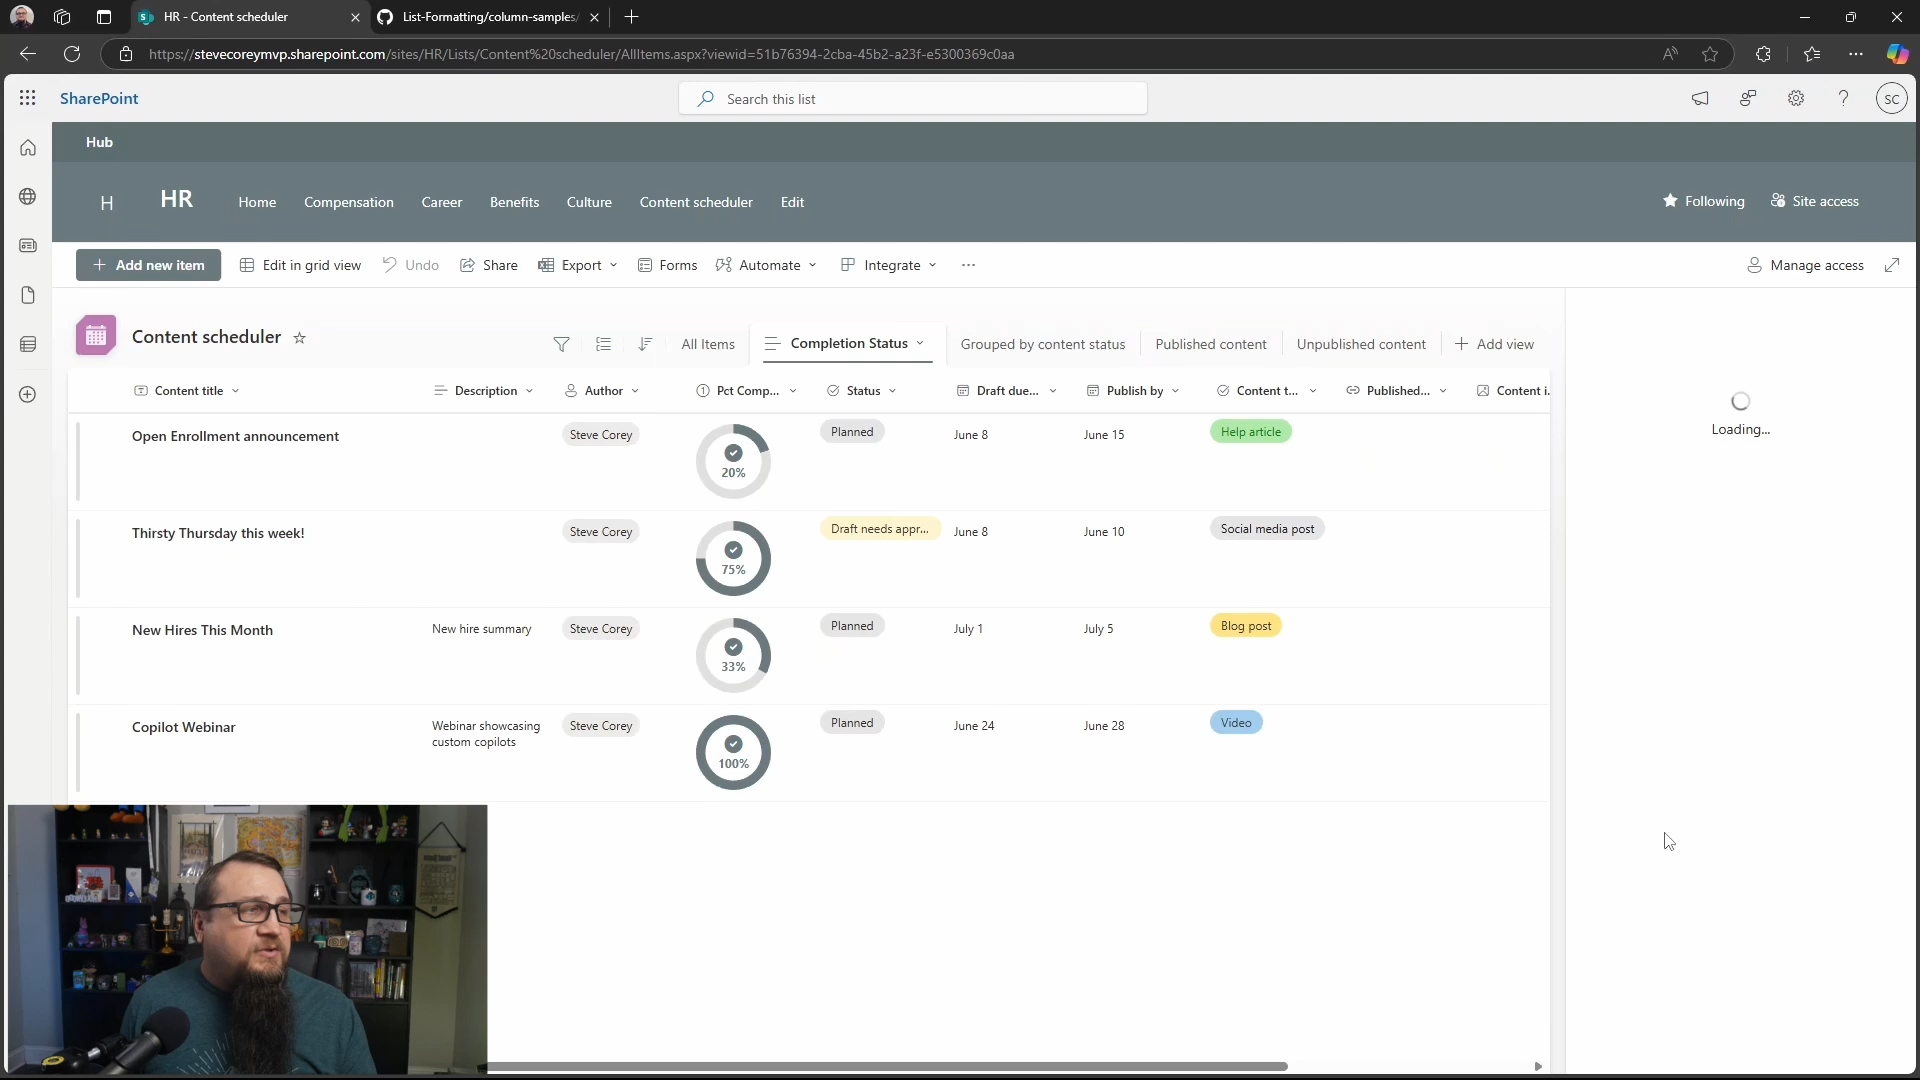 HR - Content scheduler
List-Formatting/column-samples/
https://stevecoreymvp.sharepoint.com/sites/HR/Lists/Content%20scheduler/AllItems.aspx?viewid=51b76394-2cba-45b2-a23f-e5300369c0aa
SharePoint
Search this list
SC
Hub
H
HR
Home
Compensation
Career
Benefits
Culture
Content scheduler
Edit
Following
Site access
Add new item
Edit in grid view
Undo
Share
Export
Forms
Automate
Integrate
Manage access
Content scheduler
All Items
Completion Status
Grouped by content status
Published content
Unpublished content
Add view
Content title
Description
Author
Pct Comp...
Status
Draft due...
Publish by
Content t...
Published...
Content i.
Loading...
Open Enrollment announcement
Steve Corey
20%
Planned
June 8
June 15
Help article
Thirsty Thursday this week!
Steve Corey
75%
Draft needs appr...
June 8
June 10
Social media post
New Hires This Month
New hire summary
Steve Corey
33%
Planned
July 1
July 5
Blog post
Copilot Webinar
Webinar showcasing
custom copilots
Steve Corey
100%
Planned
June 24
June 28
Video